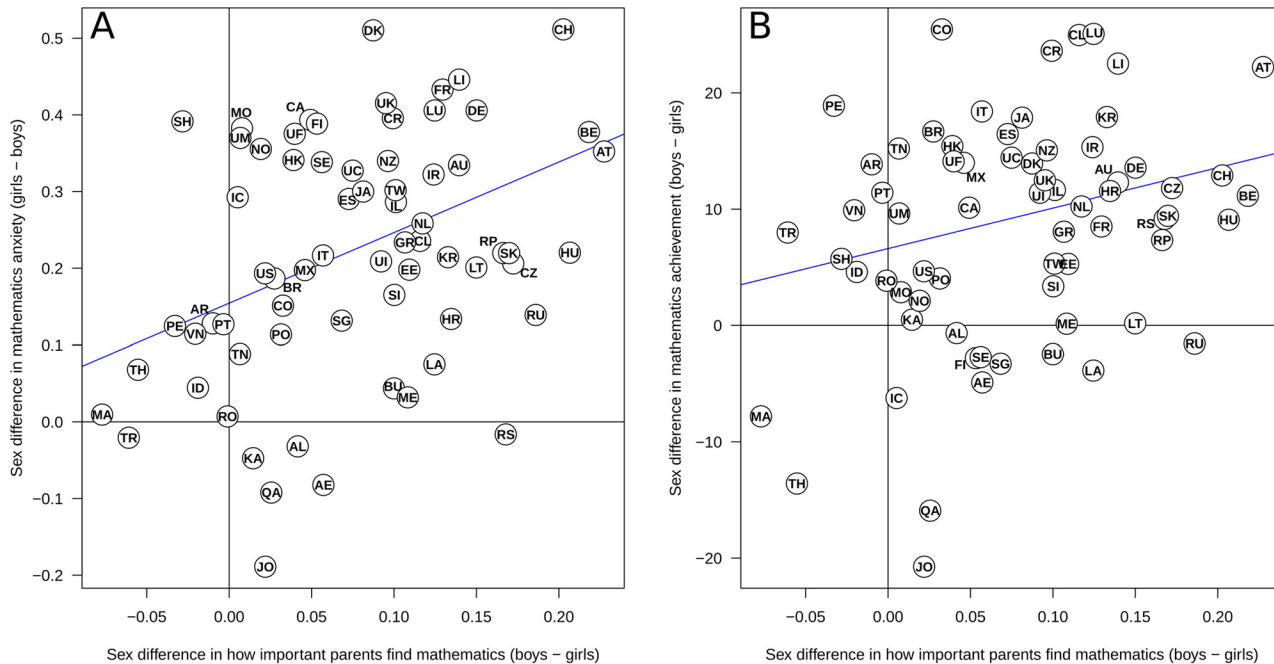 A
Sex difference in mathematics anxiety (girls − boys)
0.5
0.4
0.3
0.2
0.1
0.0
−0.1
−0.2
DK
CH
LI
FR
UK
LU
DE
CA
CR
SH
MO
FI
UM
UF
BE
NO
AT
HK
SE
NZ
AU
UC
IR
IC
ES
JA
TW
IL
NL
GR
CL
RP
SK
HU
IT
KR
UI
CZ
US
MX
EE
LT
BR
SI
CO
AR
PE
PT
VN
PO
SG
HR
RU
TN
TH
LA
ID
BU
ME
MA
RO
TR
RS
AL
KA
AE
QA
JO
−0.05
0.00
0.05
0.10
0.15
0.20
Sex difference in how important parents find mathematics (boys − girls)
B
Sex difference in mathematics achievement (boys − girls)
20
10
0
−10
−20
CO
CL
LU
CR
LI
AT
PE
IT
JA
KR
BR
ES
TN
HK
NZ
IR
AR
UF
MX
UC
DK
DE
AU
CH
PT
UK
UI
IL
HR
CZ
BE
VN
UM
CA
NL
RS
SK
HU
TR
GR
FR
RP
SH
ID
US
PO
TW
EE
RO
MO
NO
SI
KA
AL
ME
LT
RU
FI
SE
SG
BU
AE
LA
IC
MA
TH
QA
JO
−0.05
0.00
0.05
0.10
0.15
0.20
Sex difference in how important parents find mathematics (boys − girls)